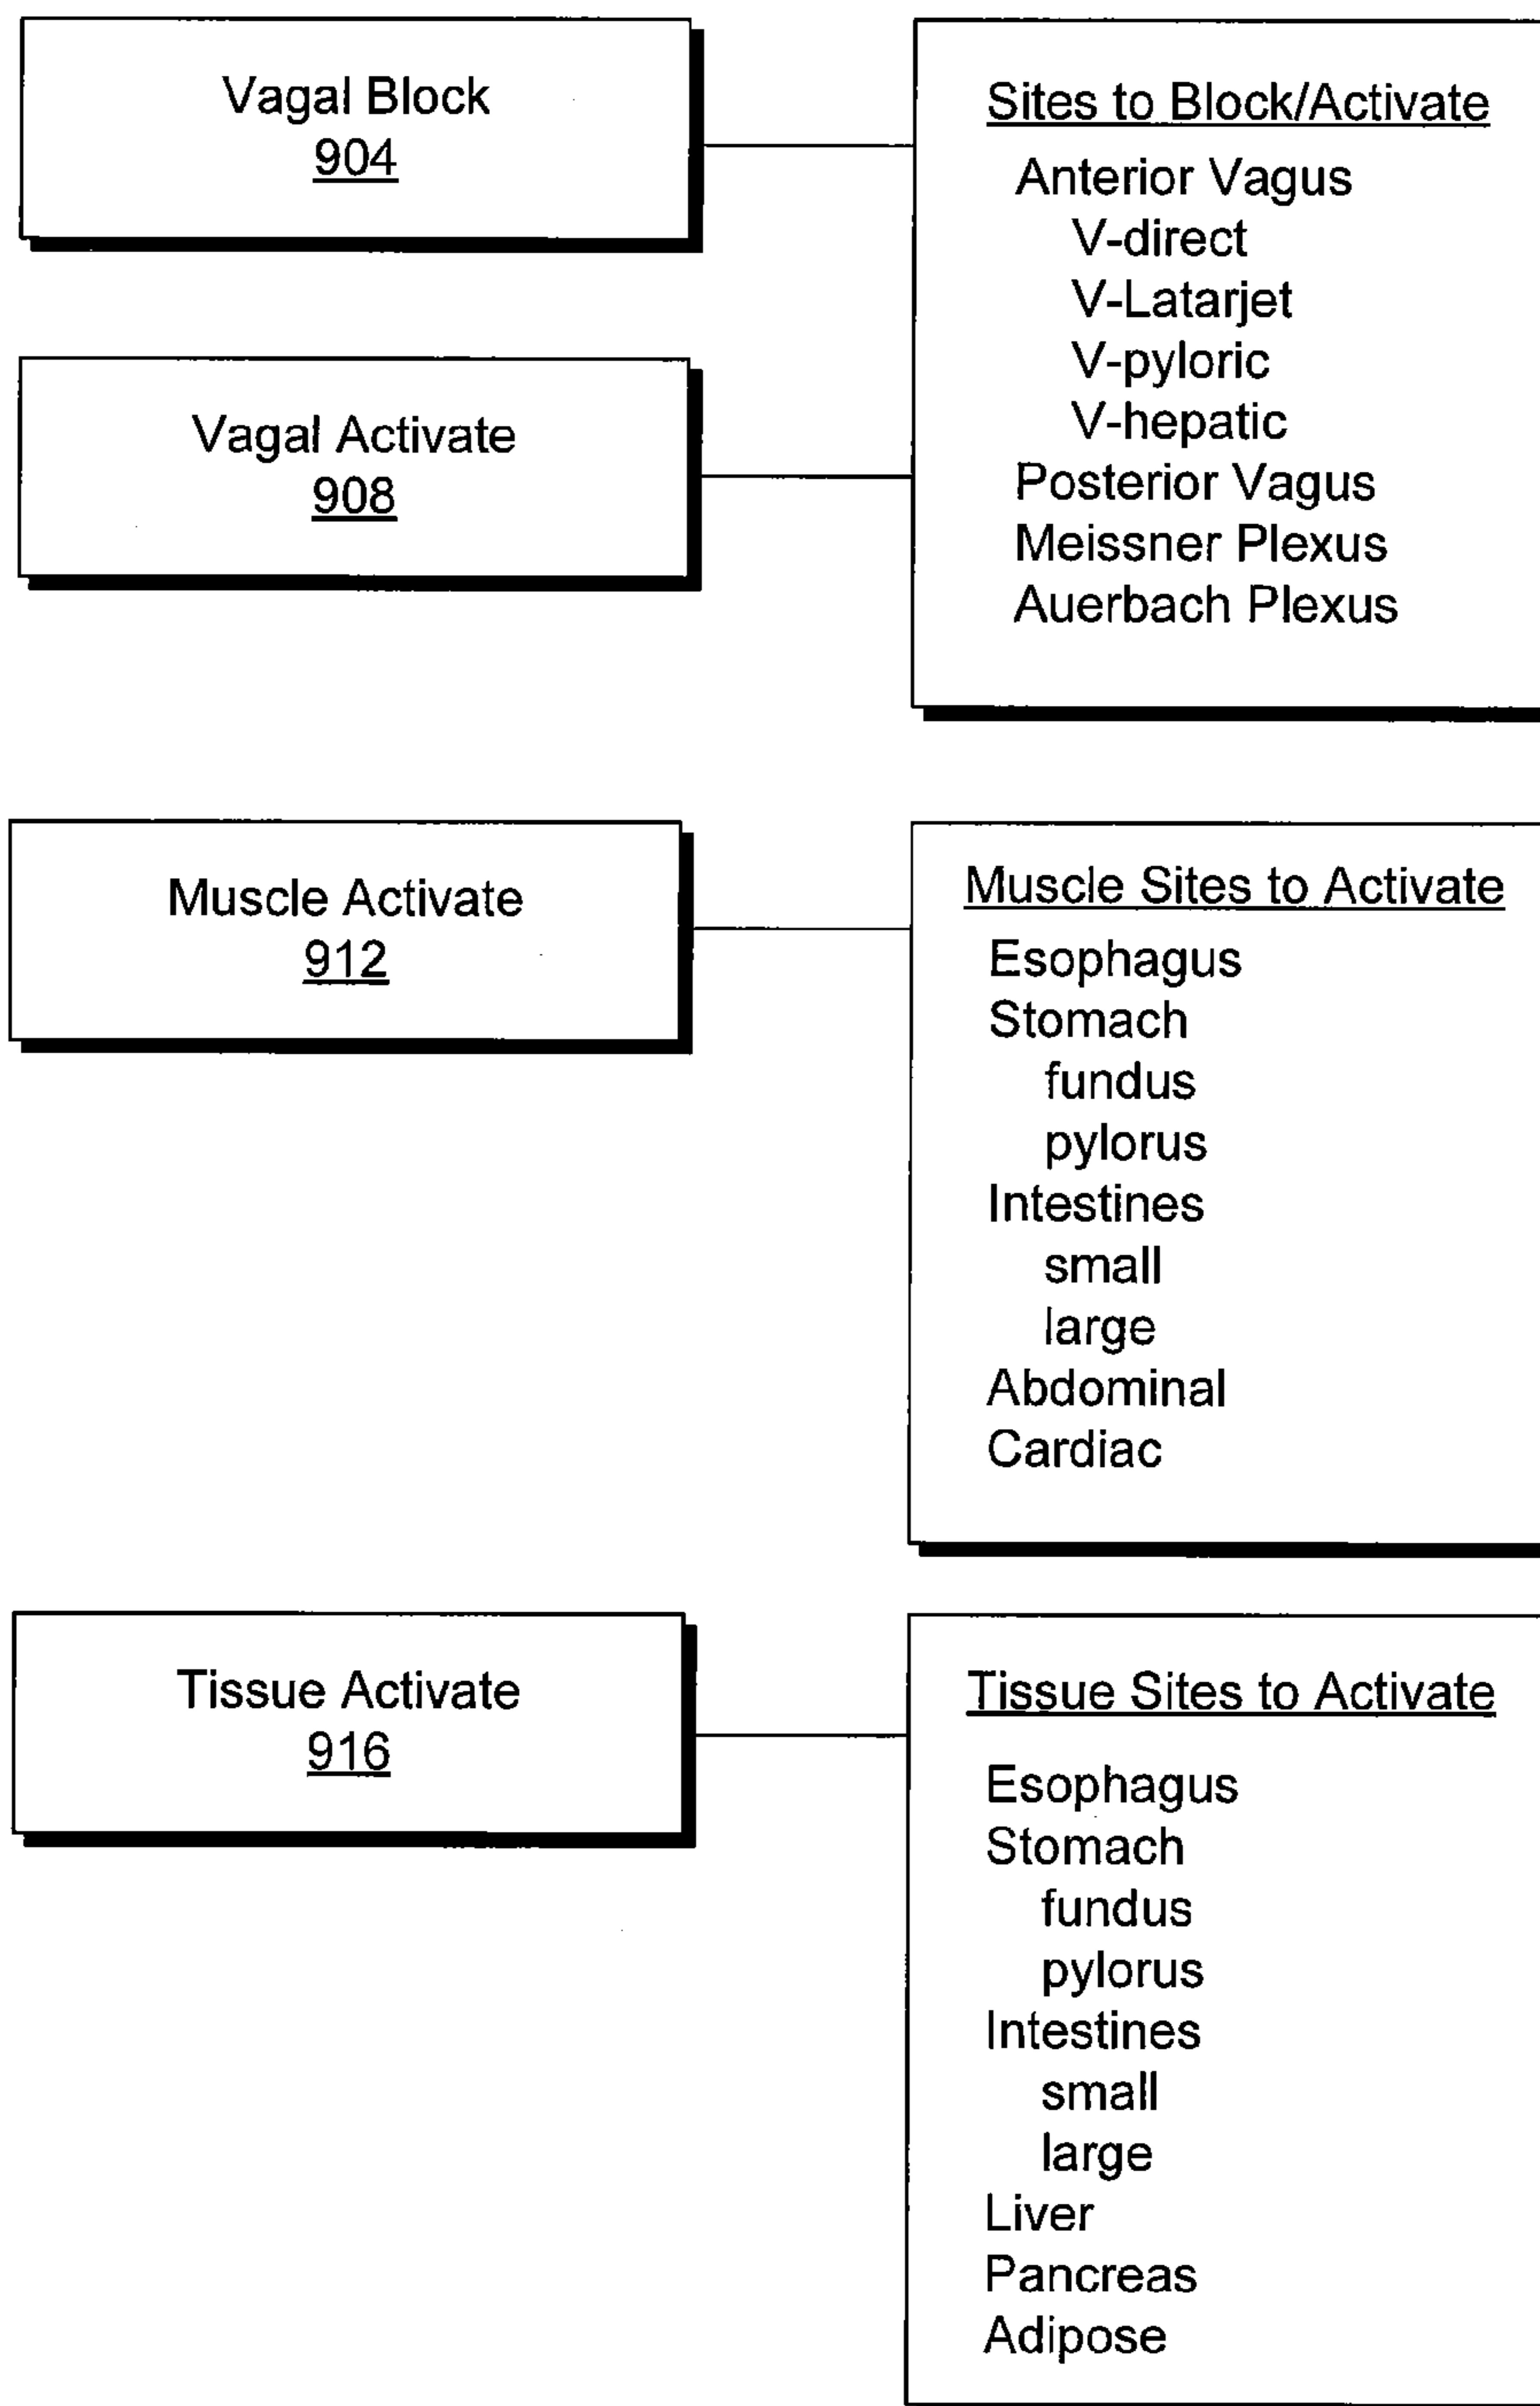 Vagal Block
904
Vagal Activate
908
Sites to Block/Activate
Anterior Vagus
V-direct
V-Latarjet
V-pyloric
V-hepatic
Posterior Vagus
Meissner Plexus
Auerbach Plexus
Muscle Activate
912
Muscle Sites to Activate
Esophagus
Stomach
fundus
pylorus
Intestines
small
large
Abdominal
Cardiac
Tissue Activate
916
Tissue Sites to Activate
Esophagus
Stomach
fundus
pylorus
Intestines
small
large
Liver
Pancreas
Adipose